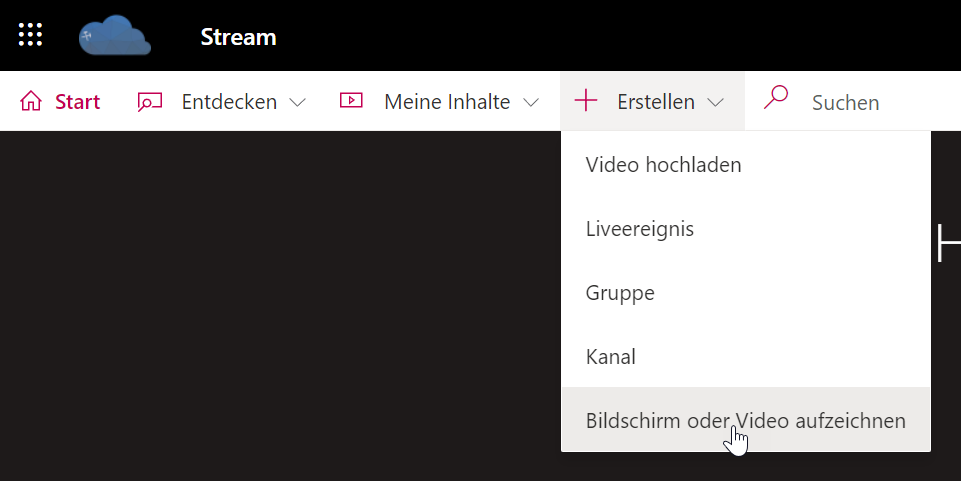 Stream
Start Entdecken Meine Inhalte Erstellen Suchen
Video hochladen
Liveereignis
Gruppe
Kanal
Bildschirm oder Video aufzeichnen